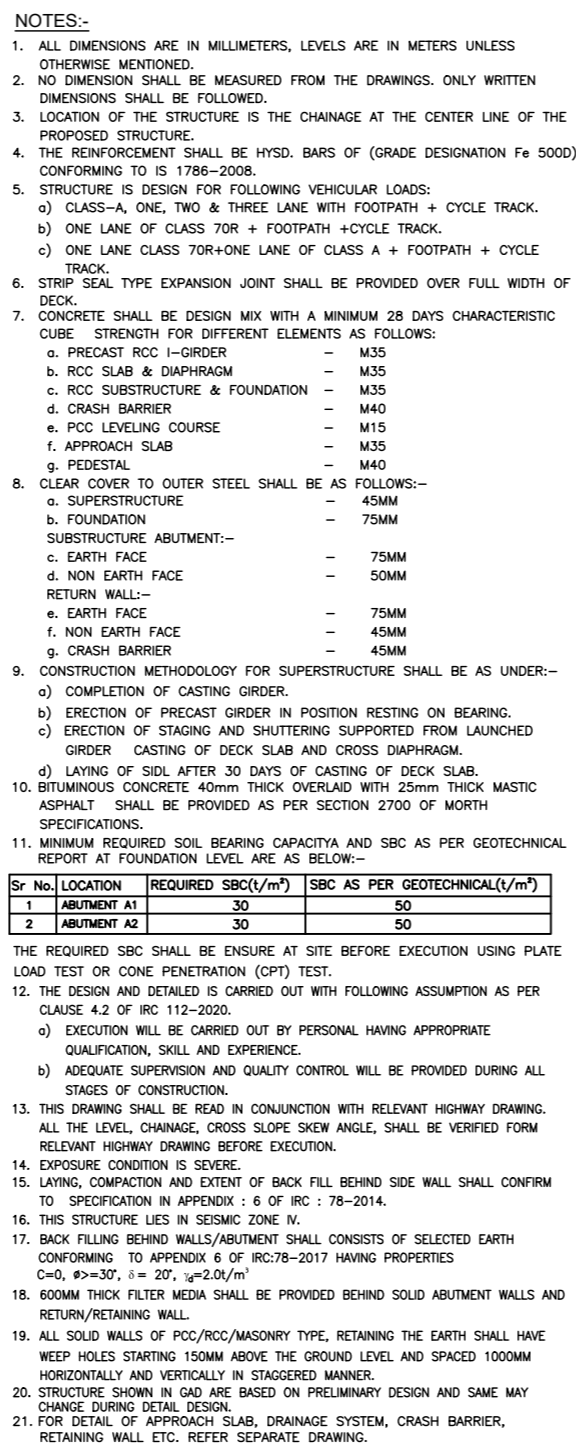 NOTES:-
1. ALL DIMENSIONS ARE IN MILLIMETERS, LEVELS ARE IN METERS UNLESS
OTHERWISE MENTIONED.
2. NO DIMENSION SHALL BE MEASURED FROM THE DRAWINGS. ONLY WRITTEN
DIMENSIONS SHALL BE FOLLOWED.
3. LOCATION OF THE STRUCTURE IS THE CHAINAGE AT THE CENTER LINE OF THE
PROPOSED STRUCTURE.
4. THE REINFORCEMENT SHALL BE HYSD. BARS OF (GRADE DESIGNATION Fe 500D)
CONFORMING TO IS 1786-2008.
5. STRUCTURE IS DESIGN FOR FOLLOWING VEHICULAR LOADS:
a) CLASS-A, ONE, TWO & THREE LANE WITH FOOTPATH + CYCLE TRACK.
b) ONE LANE OF CLASS 70R + FOOTPATH +CYCLE TRACK.
c) ONE LANE CLASS 70R+ONE LANE OF CLASS A + FOOTPATH + CYCLE
TRACK.
6. STRIP SEAL TYPE EXPANSION JOINT SHALL BE PROVIDED OVER FULL WIDTH OF
DECK.
7. CONCRETE SHALL BE DESIGN MIX WITH A MINIMUM 28 DAYS CHARACTERISTIC
CUBE STRENGTH FOR DIFFERENT ELEMENTS AS FOLLOWS:
a. PRECAST RCC I-GIRDER - M35
b. RCC SLAB & DIAPHRAGM - M35
c. RCC SUBSTRUCTURE & FOUNDATION - M35
d. CRASH BARRIER - M40
e. PCC LEVELING COURSE - M15
f. APPROACH SLAB - M35
g. PEDESTAL - M40
8. CLEAR COVER TO OUTER STEEL SHALL BE AS FOLLOWS:-
a. SUPERSTRUCTURE - 45MM
b. FOUNDATION - 75MM
SUBSTRUCTURE ABUTMENT:-
c. EARTH FACE - 75MM
d. NON EARTH FACE - 50MM
RETURN WALL:-
e. EARTH FACE - 75MM
f. NON EARTH FACE - 45MM
g. CRASH BARRIER - 45MM
9. CONSTRUCTION METHODOLOGY FOR SUPERSTRUCTURE SHALL BE AS UNDER:-
a) COMPLETION OF CASTING GIRDER.
b) ERECTION OF PRECAST GIRDER IN POSITION RESTING ON BEARING.
c) ERECTION OF STAGING AND SHUTTERING SUPPORTED FROM LAUNCHED
GIRDER CASTING OF DECK SLAB AND CROSS DIAPHRAGM.
d) LAYING OF SIDL AFTER 30 DAYS OF CASTING OF DECK SLAB.
10. BITUMINOUS CONCRETE 40mm THICK OVERLAID WITH 25mm THICK MASTIC
ASPHALT SHALL BE PROVIDED AS PER SECTION 2700 OF MORTH
SPECIFICATIONS.
11. MINIMUM REQUIRED SOIL BEARING CAPACITYA AND SBC AS PER GEOTECHNICAL
REPORT AT FOUNDATION LEVEL ARE AS BELOW:-
Sr No. LOCATION REQUIRED SBC(t/m²) SBC AS PER GEOTECHNICAL(t/m²)
1 ABUTMENT A1 30 50
2 ABUTMENT A2 30 50
THE REQUIRED SBC SHALL BE ENSURE AT SITE BEFORE EXECUTION USING PLATE
LOAD TEST OR CONE PENETRATION (CPT) TEST.
12. THE DESIGN AND DETAILED IS CARRIED OUT WITH FOLLOWING ASSUMPTION AS PER
CLAUSE 4.2 OF IRC 112-2020.
a) EXECUTION WILL BE CARRIED OUT BY PERSONAL HAVING APPROPRIATE
QUALIFICATION, SKILL AND EXPERIENCE.
b) ADEQUATE SUPERVISION AND QUALITY CONTROL WILL BE PROVIDED DURING ALL
STAGES OF CONSTRUCTION.
13. THIS DRAWING SHALL BE READ IN CONJUNCTION WITH RELEVANT HIGHWAY DRAWING.
ALL THE LEVEL, CHAINAGE, CROSS SLOPE SKEW ANGLE, SHALL BE VERIFIED FORM
RELEVANT HIGHWAY DRAWING BEFORE EXECUTION.
14. EXPOSURE CONDITION IS SEVERE.
15. LAYING, COMPACTION AND EXTENT OF BACK FILL BEHIND SIDE WALL SHALL CONFIRM
TO SPECIFICATION IN APPENDIX : 6 OF IRC : 78-2014.
16. THIS STRUCTURE LIES IN SEISMIC ZONE IV.
17. BACK FILLING BEHIND WALLS/ABUTMENT SHALL CONSISTS OF SELECTED EARTH
CONFORMING TO APPENDIX 6 OF IRC:78-2017 HAVING PROPERTIES
C=0, ø>=30°, δ= 20°, γd=2.0t/m³
18. 600MM THICK FILTER MEDIA SHALL BE PROVIDED BEHIND SOLID ABUTMENT WALLS AND
RETURN/RETAINING WALL.
19. ALL SOLID WALLS OF PCC/RCC/MASONRY TYPE, RETAINING THE EARTH SHALL HAVE
WEEP HOLES STARTING 150MM ABOVE THE GROUND LEVEL AND SPACED 1000MM
HORIZONTALLY AND VERTICALLY IN STAGGERED MANNER.
20. STRUCTURE SHOWN IN GAD ARE BASED ON PRELIMINARY DESIGN AND SAME MAY
CHANGE DURING DETAIL DESIGN.
21. FOR DETAIL OF APPROACH SLAB, DRAINAGE SYSTEM, CRASH BARRIER,
RETAINING WALL ETC. REFER SEPARATE DRAWING.